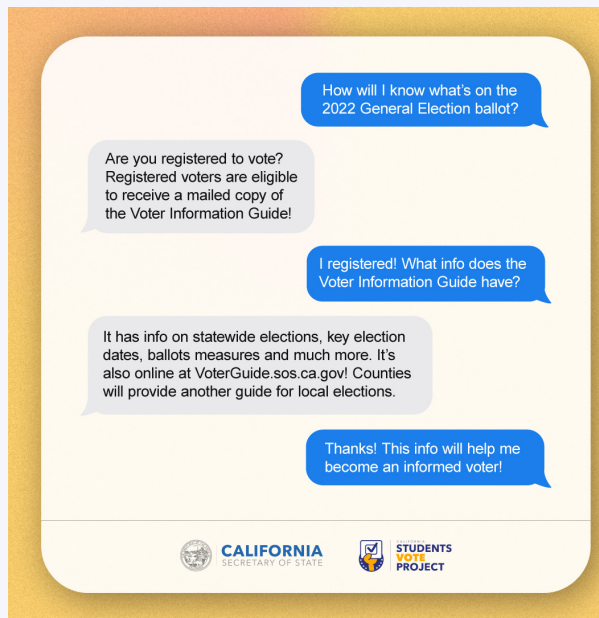 How will I know what's on the
2022 General Election ballot?
Are you registered to vote?
Registered voters are eligible
to receive a mailed copy of
the Voter Information Guide!
I registered! What info does the
Voter Information Guide have?
It has info on statewide elections, key election
dates, ballots measures and much more. It's
also online at VoterGuide.sos.ca.gov! Counties
will provide another guide for local elections.
Thanks! This info will help me
become an informed voter!
CALIFORNIA
SECRETARY OF STATE
CALIFORNIA
STUDENTS
VOTE
PROJECT